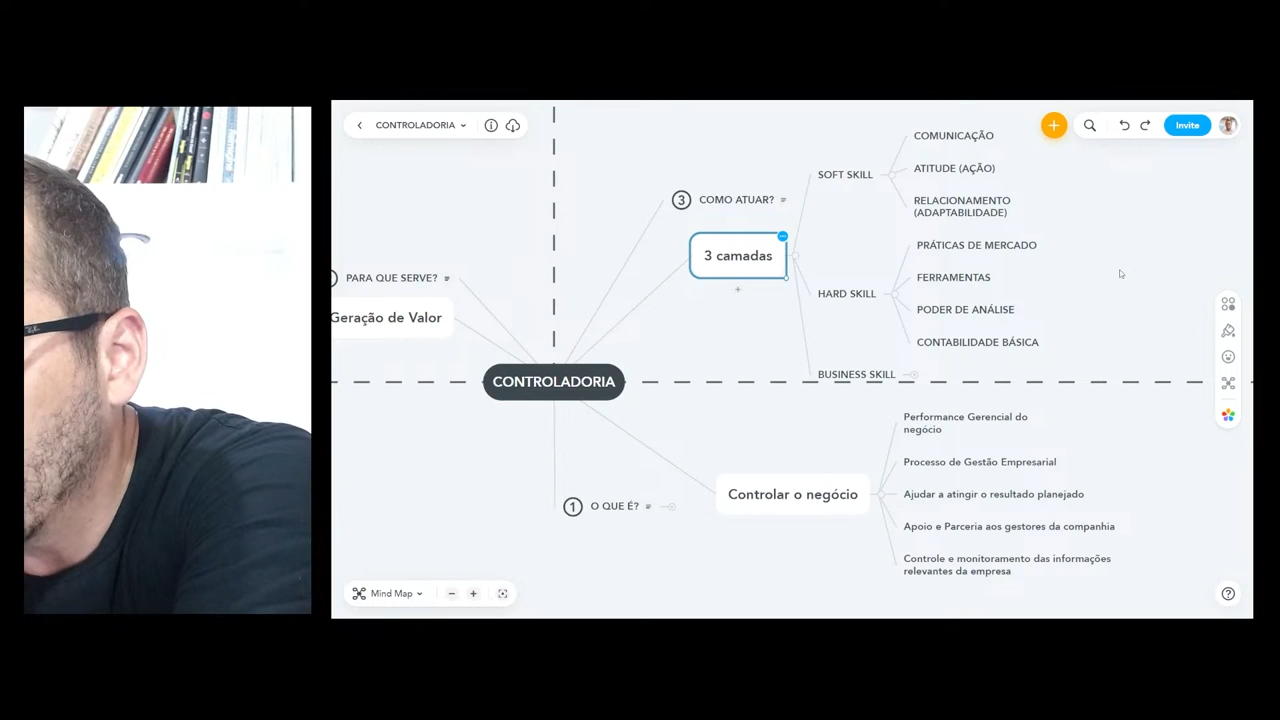 CONTROLADORIA
COMUNICAÇÃO
Invite
ATITUDE (AÇÃO)
SOFT SKILL
3 COMO ATUAR?
RELACIONAMENTO
(ADAPTABILIDADE)
3 camadas
PRÁTICAS DE MERCADO
PARA QUE SERVE?
FERRAMENTAS
HARD SKILL
Geração de Valor
PODER DE ANÁLISE
CONTABILIDADE BÁSICA
BUSINESS SKILL
CONTROLADORIA
Performance Gerencial do
negócio
Processo de Gestão Empresarial
Controlar o negócio
Ajudar a atingir o resultado planejado
1 O QUE É?
Apoio e Parceria aos gestores da companhia
Controle e monitoramento das informações
relevantes da empresa
Mind Map